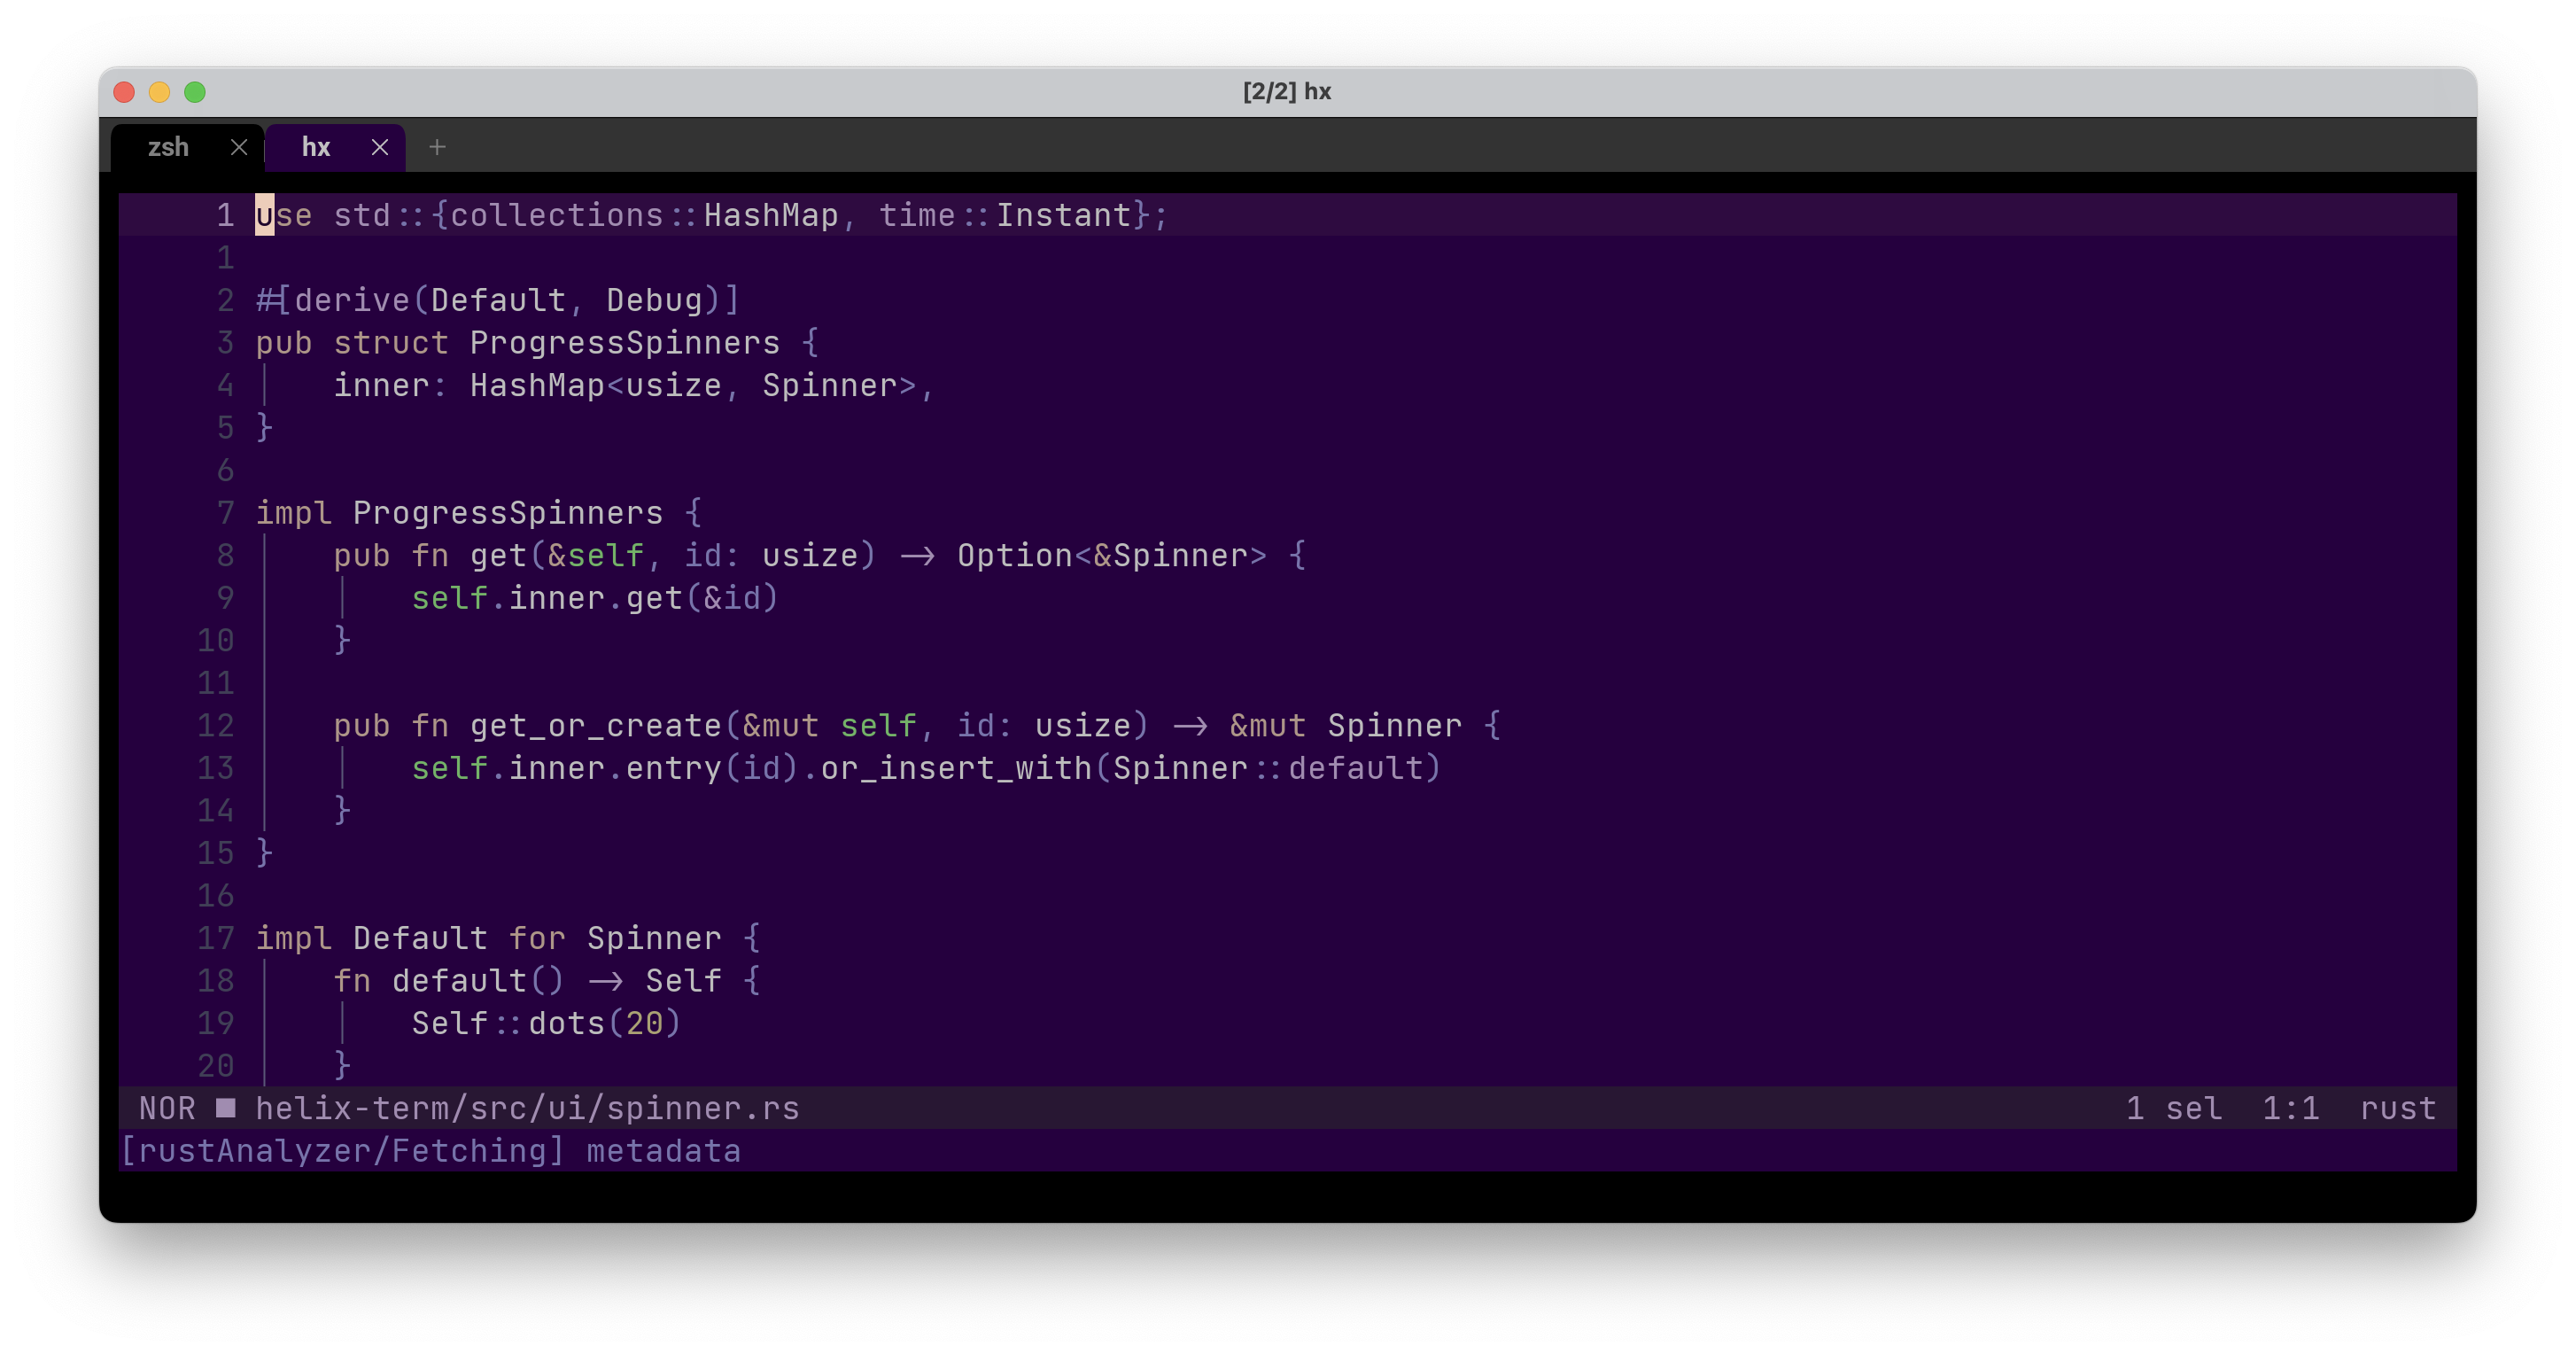 [2/2] hx
zsh × hx × +
1 use std::{collections::HashMap, time::Instant};
1
2 #[derive(Default, Debug)]
3 pub struct ProgressSpinners {
4     inner: HashMap<usize, Spinner>,
5 }
6
7 impl ProgressSpinners {
8     pub fn get(&self, id: usize) -> Option<&Spinner> {
9         self.inner.get(&id)
10     }
11
12     pub fn get_or_create(&mut self, id: usize) -> &mut Spinner {
13         self.inner.entry(id).or_insert_with(Spinner::default)
14     }
15 }
16
17 impl Default for Spinner {
18     fn default() -> Self {
19         Self::dots(20)
20     }
NOR ■ helix-term/src/ui/spinner.rs 1 sel 1:1 rust
[rustAnalyzer/Fetching] metadata